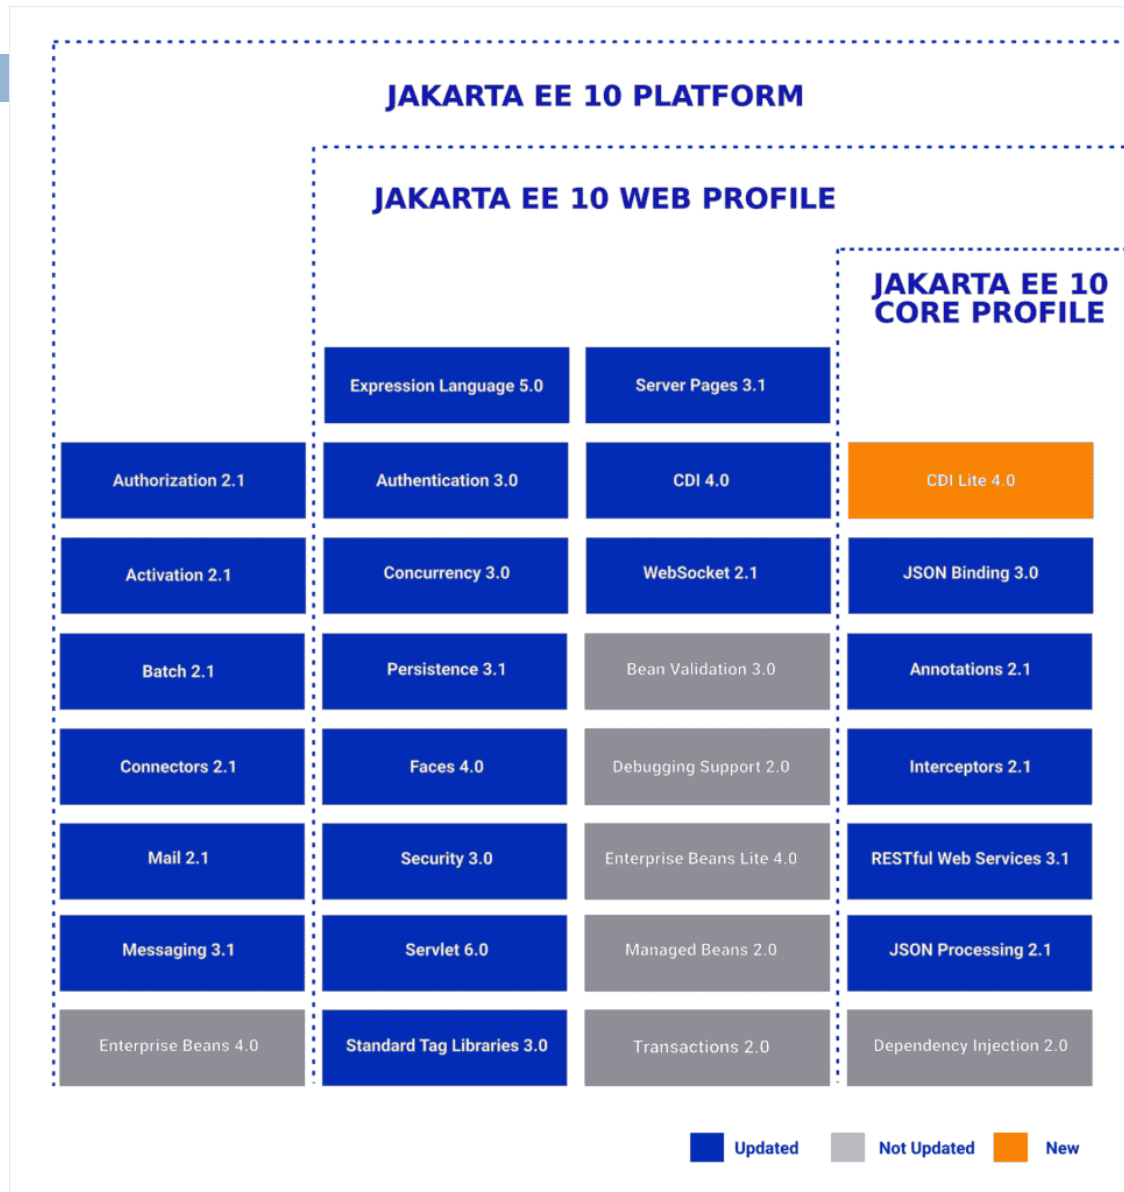 JAKARTA EE 10 PLATFORM
JAKARTA EE 10 WEB PROFILE
JAKARTA EE 10
CORE PROFILE
Expression Language 5.0
Server Pages 3.1
Authorization 2.1
Authentication 3.0
CDI 4.0
CDI Lite 4.0
Activation 2.1
Concurrency 3.0
WebSocket 2.1
JSON Binding 3.0
Batch 2.1
Persistence 3.1
Bean Validation 3.0
Annotations 2.1
Connectors 2.1
Faces 4.0
Debugging Support 2.0
Interceptors 2.1
Mail 2.1
Security 3.0
Enterprise Beans Lite 4.0
RESTful Web Services 3.1
Messaging 3.1
Servlet 6.0
Managed Beans 2.0
JSON Processing 2.1
Enterprise Beans 4.0
Standard Tag Libraries 3.0
Transactions 2.0
Dependency Injection 2.0
Updated
Not Updated
New